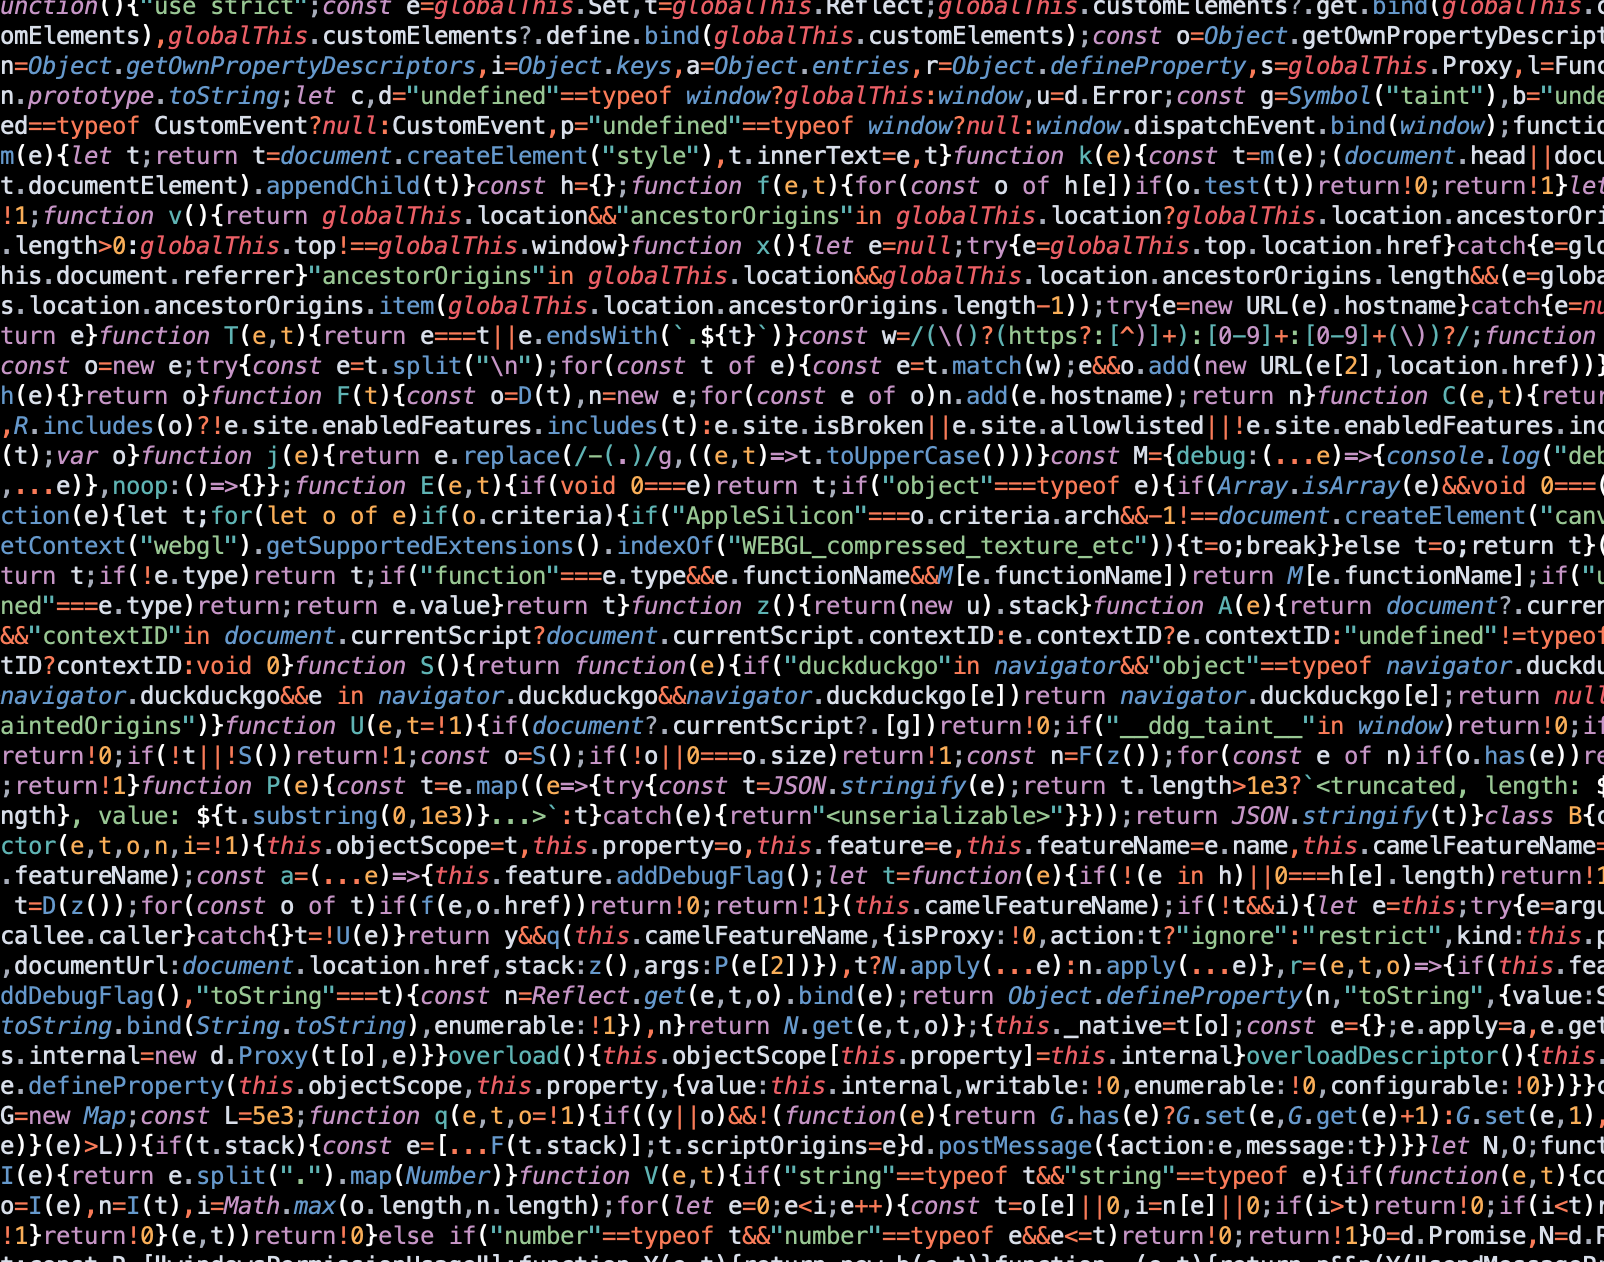 unction(){"use strict";const e=globalThis.Set,t=globalThis.Reflect;globalThis.customElements?.get.bind(globalThis.c
omElements),globalThis.customElements?.define.bind(globalThis.customElements);const o=Object.getOwnPropertyDescript
n=Object.getOwnPropertyDescriptors,i=Object.keys,a=Object.entries,r=Object.defineProperty,s=globalThis.Proxy,l=Func
n.prototype.toString;let c,d="undefined"==typeof window?globalThis:window,u=d.Error;const g=Symbol("taint"),b="unde
ed==typeof CustomEvent?null:CustomEvent,p="undefined"==typeof window?null:window.dispatchEvent.bind(window);functio
m(e){let t;return t=document.createElement("style"),t.innerText=e,t}function k(e){const t=m(e);(document.head||docu
t.documentElement).appendChild(t)}const h={};function f(e,t){for(const o of h[e])if(o.test(t))return!0;return!1}let
!1;function v(){return globalThis.location&&"ancestorOrigins"in globalThis.location?globalThis.location.ancestorOri
.length>0:globalThis.top!==globalThis.window}function x(){let e=null;try{e=globalThis.top.location.href}catch{e=glo
his.document.referrer}"ancestorOrigins"in globalThis.location&&globalThis.location.ancestorOrigins.length&&(e=globa
s.location.ancestorOrigins.item(globalThis.location.ancestorOrigins.length-1));try{e=new URL(e).hostname}catch{e=nu
turn e}function T(e,t){return e===t||e.endsWith(`.${t}`)}const w=/(\()?(https?:[^)]+):[0-9]+:[0-9]+(\))?/;function
const o=new e;try{const e=t.split("\n");for(const t of e){const e=t.match(w);e&&o.add(new URL(e[2],location.href))}
h(e){}return o}function F(t){const o=D(t),n=new e;for(const e of o)n.add(e.hostname);return n}function C(e,t){retur
,R.includes(o)?!e.site.enabledFeatures.includes(t):e.site.isBroken||e.site.allowlisted||!e.site.enabledFeatures.inc
(t);var o}function j(e){return e.replace(/-(.)/g,((e,t)=>t.toUpperCase()))}const M={debug:(...e)=>{console.log("deb
,...e)},noop:()=>{}};function E(e,t){if(void 0===e)return t;if("object"===typeof e){if(Array.isArray(e)&&void 0===(
ction(e){let t;for(let o of e)if(o.criteria){if("AppleSilicon"===o.criteria.arch&&-1!==document.createElement("canv
etContext("webgl").getSupportedExtensions().indexOf("WEBGL_compressed_texture_etc")){t=o;break}}else t=o;return t}(
turn t;if(!e.type)return t;if("function"===e.type&&e.functionName&&M[e.functionName])return M[e.functionName];if("u
ned"===e.type)return;return e.value}return t}function z(){return(new u).stack}function A(e){return document?.curren
&&"contextID"in document.currentScript?document.currentScript.contextID:e.contextID?e.contextID:"undefined"!=typeof
tID?contextID:void 0}function S(){return function(e){if("duckduckgo"in navigator&&"object"==typeof navigator.duckdu
navigator.duckduckgo&&e in navigator.duckduckgo&&navigator.duckduckgo[e])return navigator.duckduckgo[e];return null
aintedOrigins")}function U(e,t=!1){if(document?.currentScript?.[g])return!0;if("__ddg_taint__"in window)return!0;if
return!0;if(!t||!S())return!1;const o=S();if(!o||0===o.size)return!1;const n=F(z());for(const e of n)if(o.has(e))re
;return!1}function P(e){const t=e.map((e=>{try{const t=JSON.stringify(e);return t.length>1e3?`<truncated, length: $
ngth}, value: ${t.substring(0,1e3)}...>`:t}catch(e){return"<unserializable>"}}));return JSON.stringify(t)}class B{c
ctor(e,t,o,n,i=!1){this.objectScope=t,this.property=o,this.feature=e,this.featureName=e.name,this.camelFeatureName=
.featureName);const a=(...e)=>{this.feature.addDebugFlag();let t=function(e){if(!(e in h)||0===h[e].length)return!1
t=D(z());for(const o of t)if(f(e,o.href))return!0;return!1}(this.camelFeatureName);if(!t&&i){let e=this;try{e=argu
callee.caller}catch{}t=!U(e)}return y&&q(this.camelFeatureName,{isProxy:!0,action:t?"ignore":"restrict",kind:this.p
,documentUrl:document.location.href,stack:z(),args:P(e[2])}),t?N.apply(...e):n.apply(...e)},r=(e,t,o)=>{if(this.fea
ddDebugFlag(),"toString"===t){const n=Reflect.get(e,t,o).bind(e);return Object.defineProperty(n,"toString",{value:S
toString.bind(String.toString),enumerable:!1}),n}return N.get(e,t,o)};{this._native=t[o];const e={};e.apply=a,e.get
s.internal=new d.Proxy(t[o],e)}}overload(){this.objectScope[this.property]=this.internal}overloadDescriptor(){this.
e.defineProperty(this.objectScope,this.property,{value:this.internal,writable:!0,enumerable:!0,configurable:!0})}}c
G=new Map;const L=5e3;function q(e,t,o=!1){if((y||o)&&!(function(e){return G.has(e)?G.set(e,G.get(e)+1):G.set(e,1),
e)}(e)>L)){if(t.stack){const e=[...F(t.stack)];t.scriptOrigins=e}d.postMessage({action:e,message:t})}}let N,O;funct
I(e){return e.split(".").map(Number)}function V(e,t){if("string"==typeof t&&"string"==typeof e){if(function(e,t){co
o=I(e),n=I(t),i=Math.max(o.length,n.length);for(let e=0;e<i;e++){const t=o[e]||0,i=n[e]||0;if(i>t)return!0;if(i<t)r
!1}return!0}(e,t))return!0}else if("number"==typeof t&&"number"==typeof e&&e<=t)return!0;return!1}O=d.Promise,N=d.R